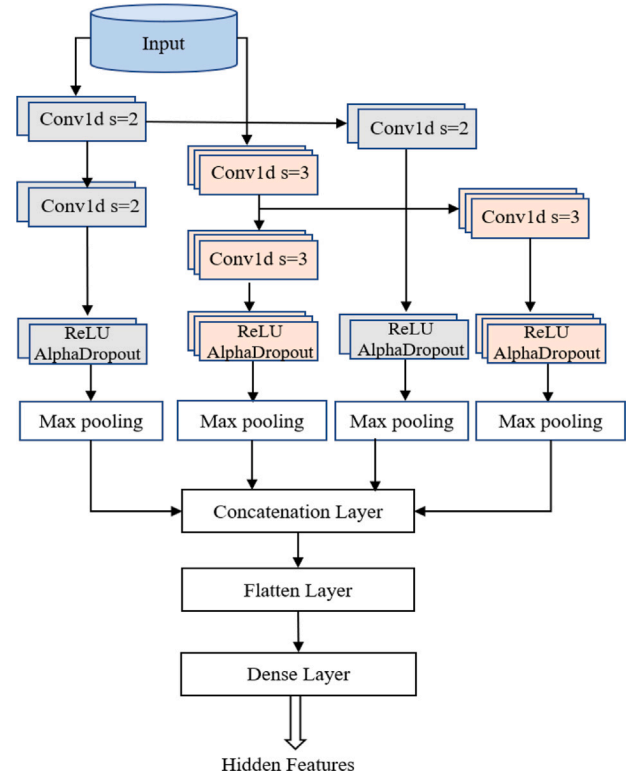 Input
Conv1d s=2
Conv1d s=2
Conv1d s=3
Conv1d s=2
Conv1d s=3
Conv1d s=3
ReLU
AlphaDropout
ReLU
AlphaDropout
ReLU
AlphaDropout
ReLU
AlphaDropout
Max pooling
Max pooling
Max pooling
Max pooling
Concatenation Layer
Flatten Layer
Dense Layer
Hidden Features